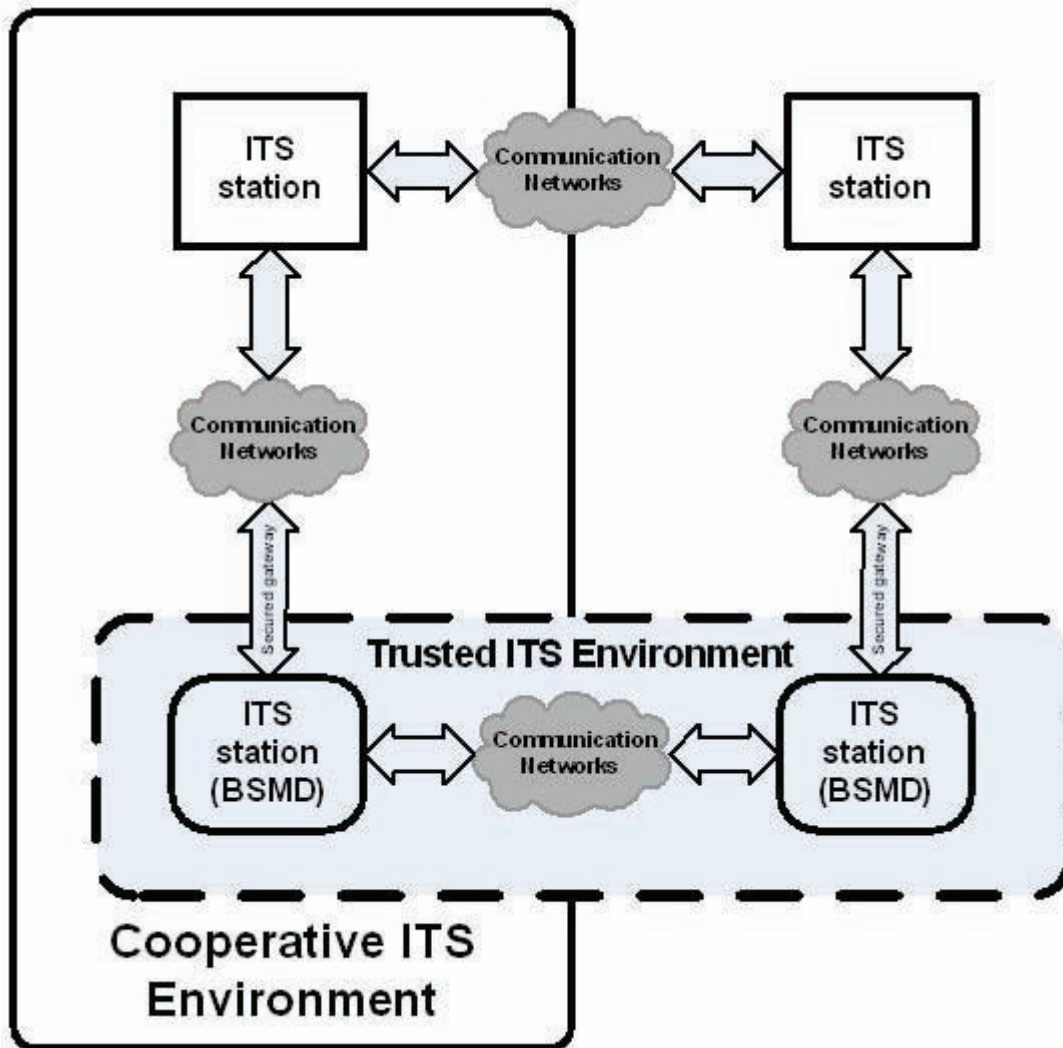 ITS
station
Communication
Networks
ITS
station
Communication
Networks
Communication
Networks
Secured gateway
Secured gateway
Trusted ITS Environment
ITS
station
(BSMD)
Communication
Networks
ITS
station
(BSMD)
Cooperative ITS
Environment